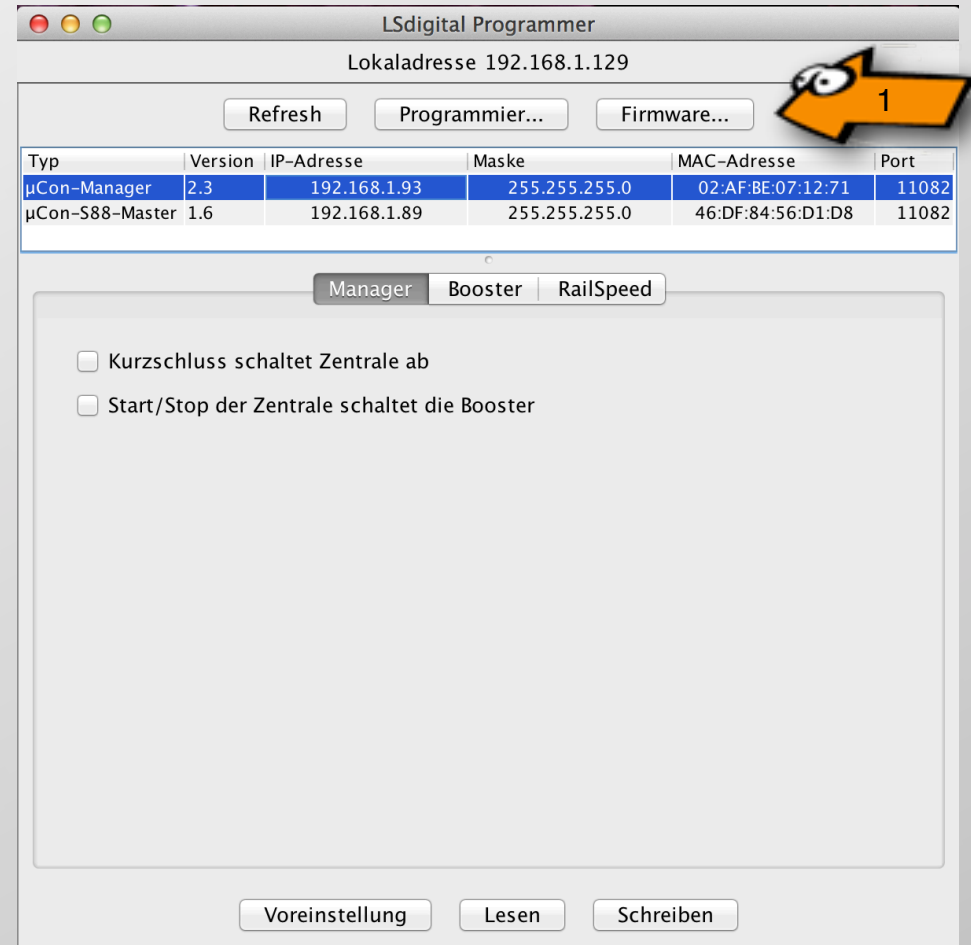 LSdigital Programmer
Lokaladresse 192.168.1.129
Refresh Programmier... Firmware... 1
Typ Version IP-Adresse Maske MAC-Adresse Port
µCon-Manager 2.3 192.168.1.93 255.255.255.0 02:AF:BE:07:12:71 11082
µCon-S88-Master 1.6 192.168.1.89 255.255.255.0 46:DF:84:56:D1:D8 11082
Manager Booster RailSpeed
Kurzschluss schaltet Zentrale ab
Start/Stop der Zentrale schaltet die Booster
Voreinstellung Lesen Schreiben